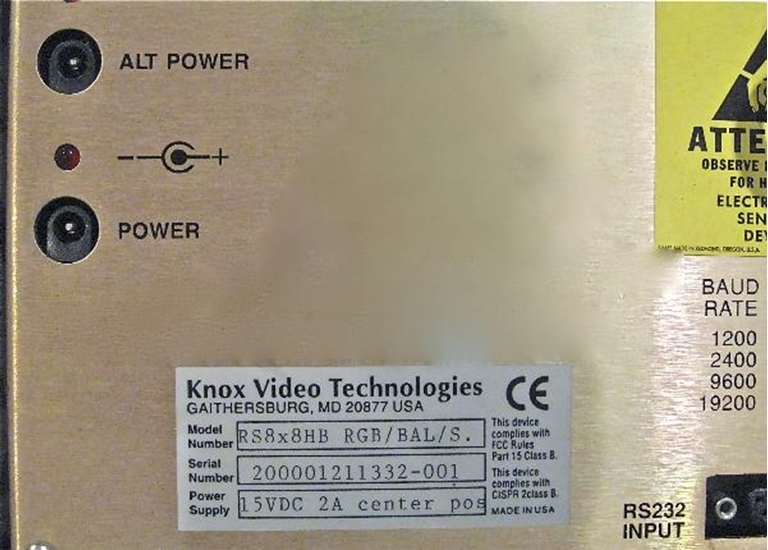 ALT POWER
- +
POWER
ATTE
OBSERVE
FOR H
ELECTR
SEN
DEV
BAUD
RATE
1200
2400
9600
19200
Knox Video Technologies
GAITHERSBURG, MD 20877 USA
CE
Model
Number
RS8x8HB RGB/BAL/S.
Serial
Number
200001211332-001
Power
Supply
15VDC 2A center pos
This device
complies with
FCC Rules
Part 15 Class B.
This device
complies with
CISPR 2class B.
MADE IN USA
RS232
INPUT